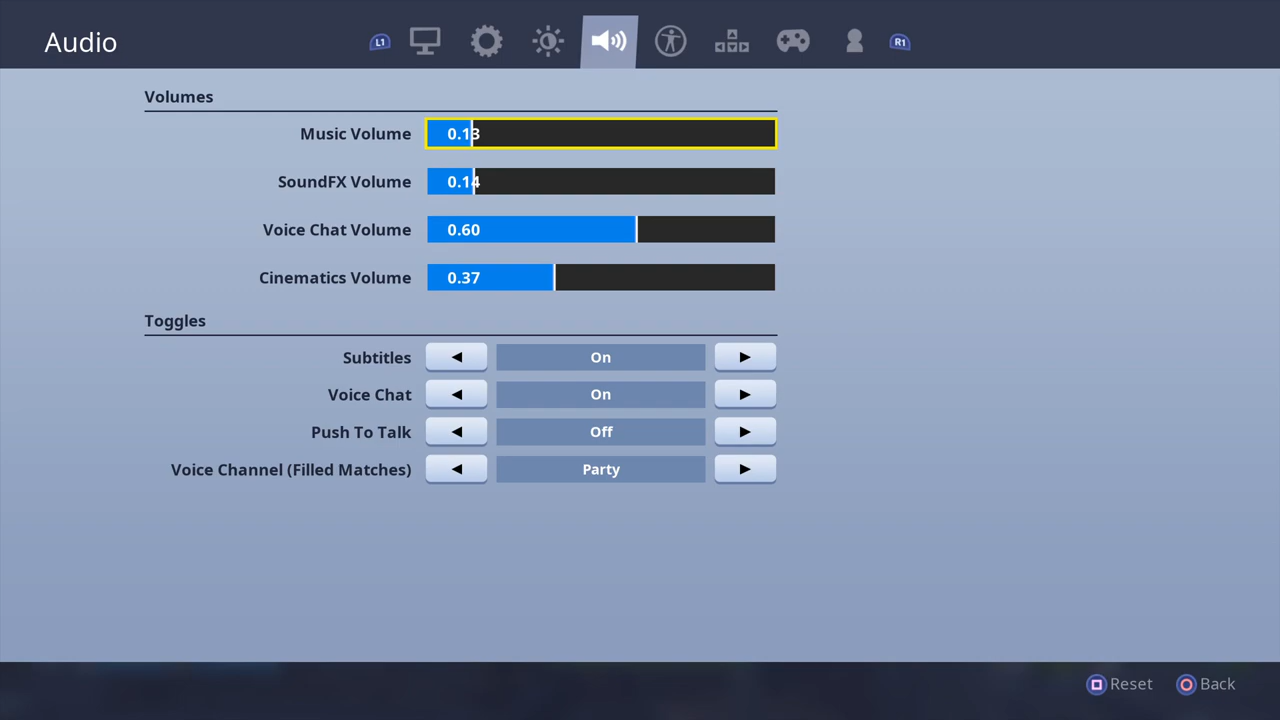 Audio
L1
R1
Volumes
Music Volume 0.13
SoundFX Volume 0.14
Voice Chat Volume 0.60
Cinematics Volume 0.37
Toggles
Subtitles On
Voice Chat On
Push To Talk Off
Voice Channel (Filled Matches) Party
Reset Back